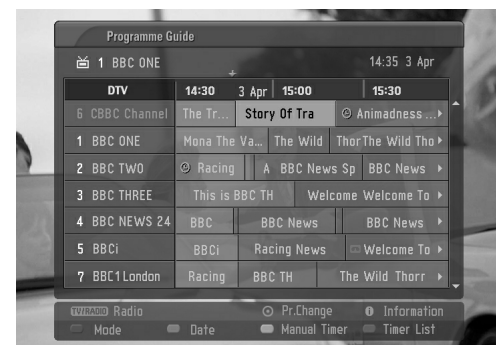 Programme Guide
1 BBC ONE 14:35 3 Apr
DTV 14:30 3 Apr 15:00 15:30
6 CBBC Channel The Tr... Story Of Tra Animadness ...
1 BBC ONE Mona The Va... The Wild ThorThe Wild Tho
2 BBC TWO Racing A BBC News Sp BBC News
3 BBC THREE This is BBC TH Welcome Welcome To
4 BBC NEWS 24 BBC BBC News BBC News
5 BBCi BBCi Racing News Welcome To
7 BBC1 London Racing BBC TH The Wild Thorr
TV/RADIO Radio Pr.Change Information
Mode Date Manual Timer Timer List